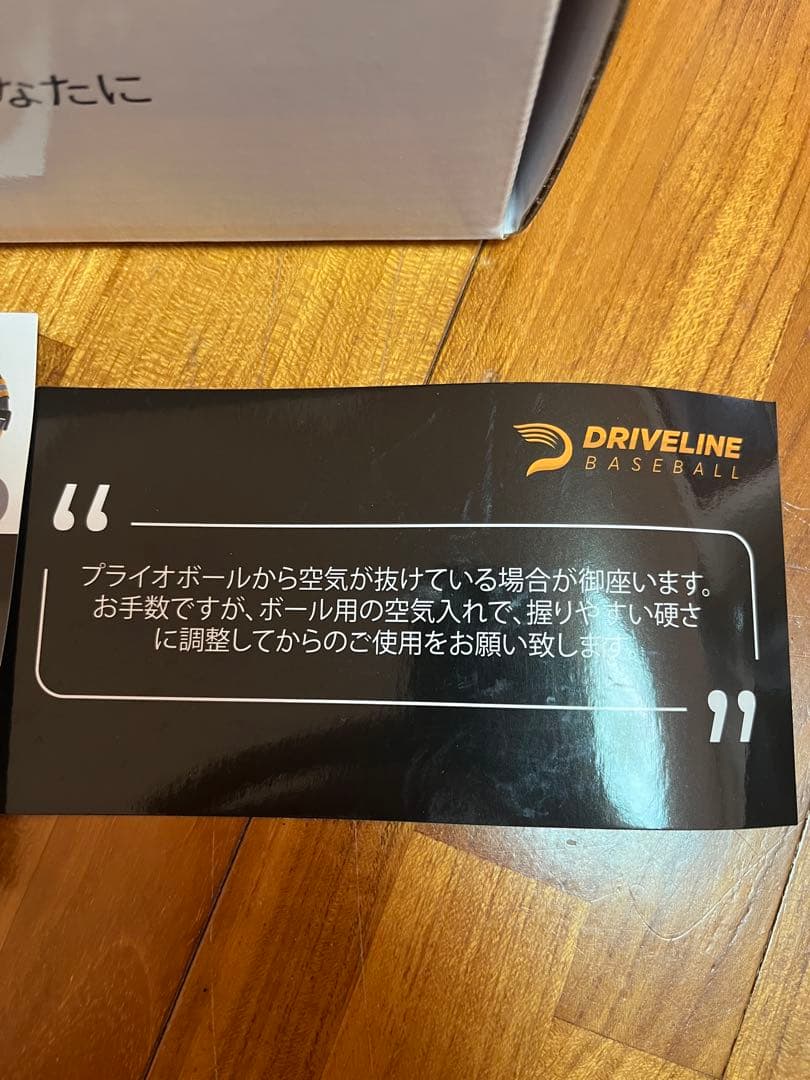 なたに
DRIVELINE
BASEBALL
プライオボールから空気が抜けている場合が御座います。
お手数ですが、ボール用の空気入れで、握りやすい硬さ
に調整してからのご使用をお願い致します